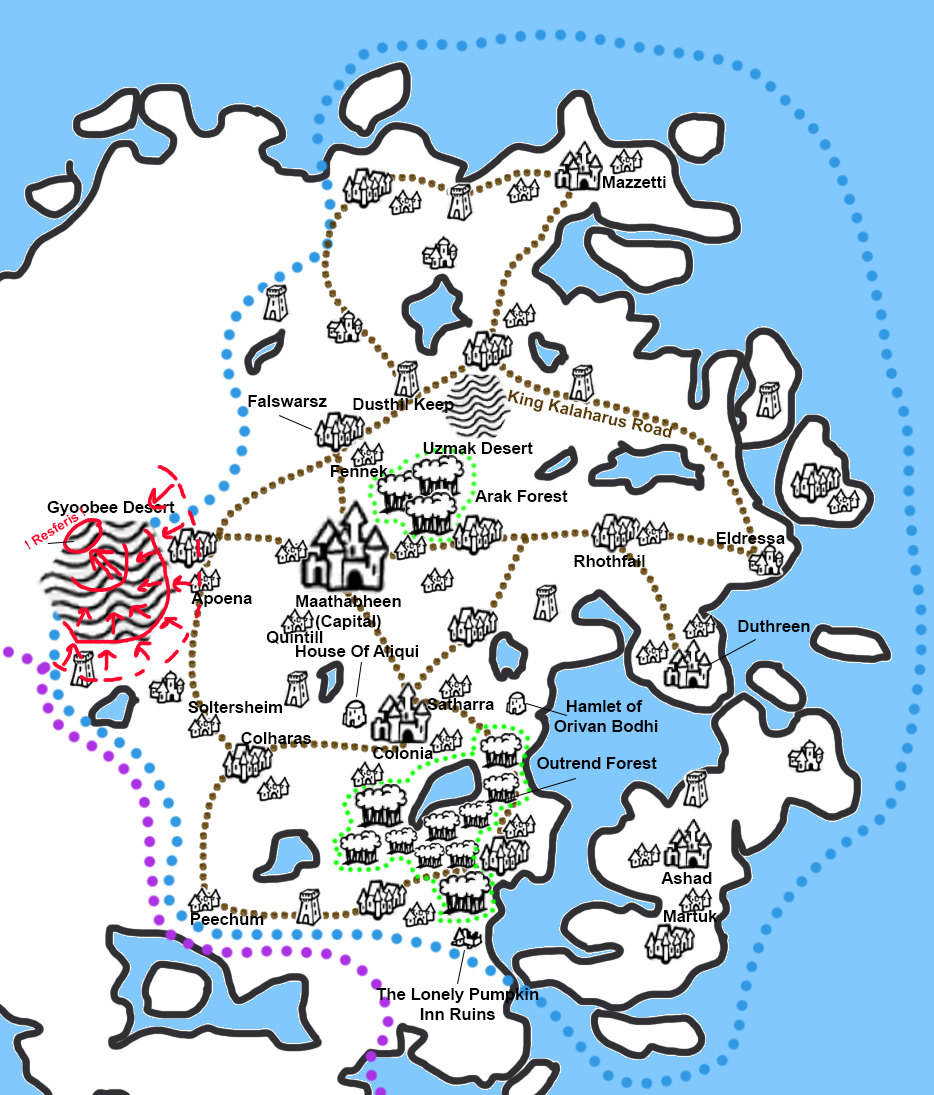 Mazzetti
Falswarsz
Dusthil Keep
King Kalaharus Road
Uzmak Desert
Fennek
Arak Forest
Gyoobee Desert
! Resferis !
Eldressa
Rhothfail
Apoena
Maathabheen
(Capital)
Quintill
House Of Aliqui
Duthreen
Satharra
Hamlet of
Orivan Bodhi
Soltersheim
Colharas
Colonia
Outrend Forest
Ashad
Martuk
Peechum
The Lonely Pumpkin
Inn Ruins